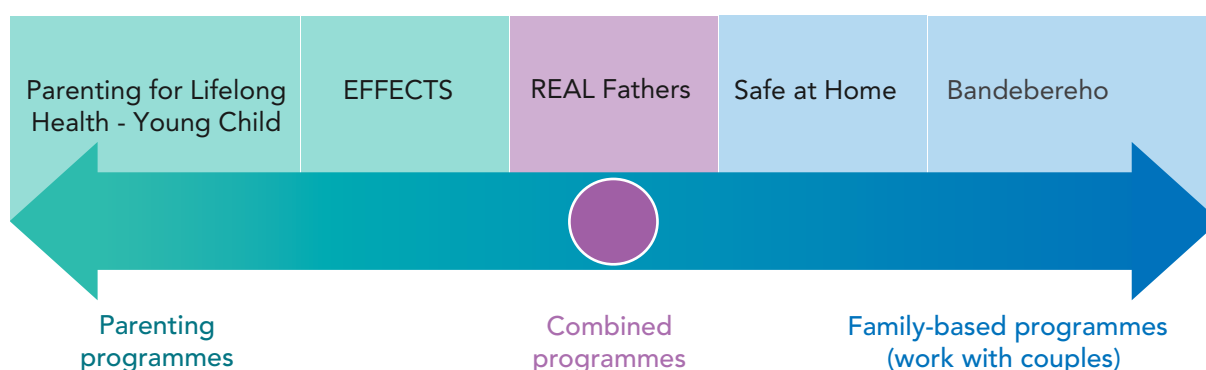 Parenting for Lifelong
Health - Young Child
EFFECTS
REAL Fathers
Safe at Home
Bandebereho
Parenting
programmes
Combined
programmes
Family-based programmes
(work with couples)